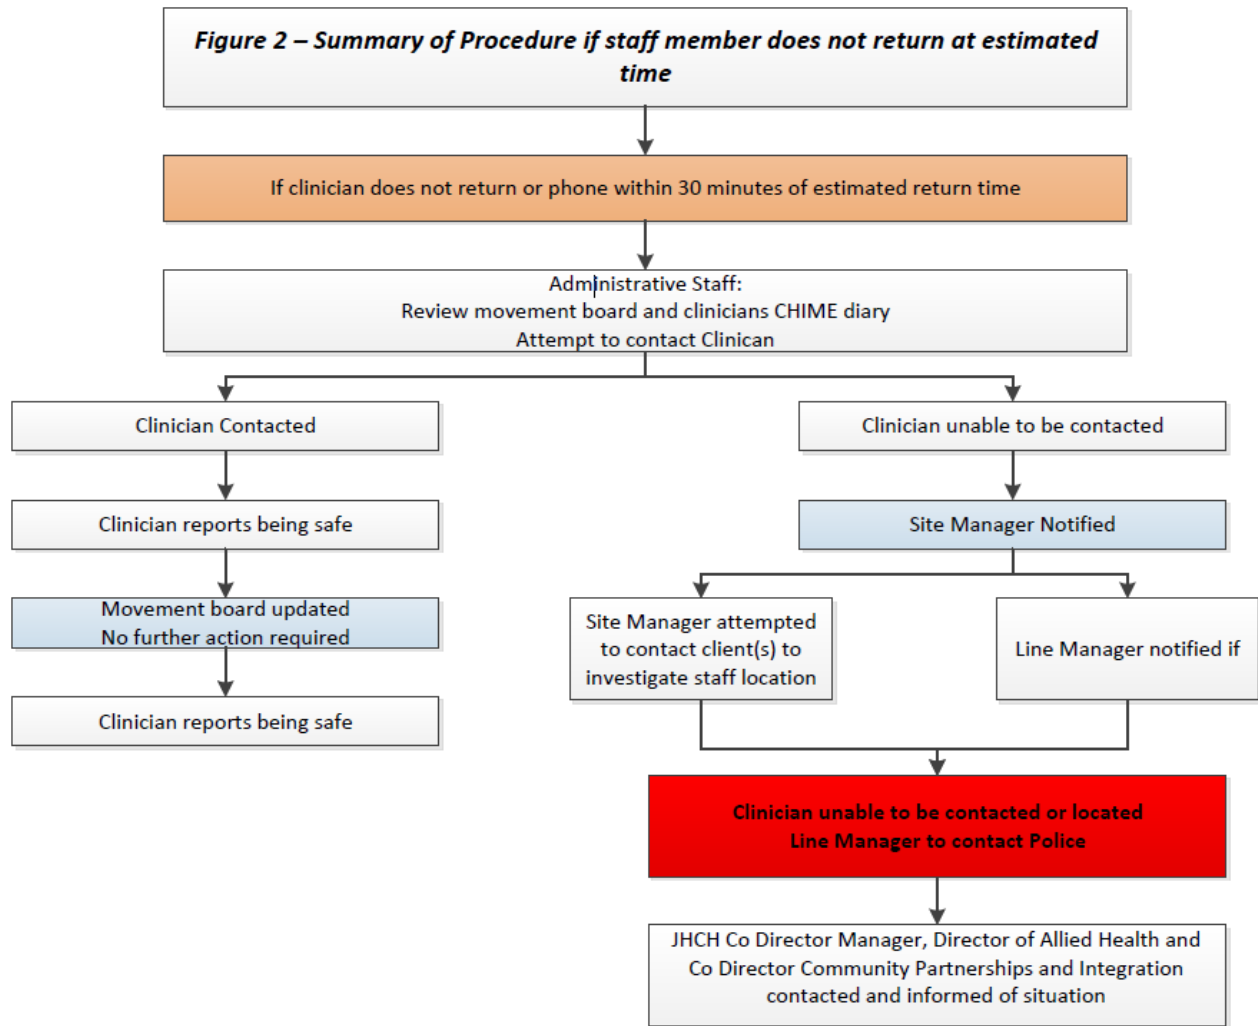 Figure 2 – Summary of Procedure if staff member does not return at estimated
time
If clinician does not return or phone within 30 minutes of estimated return time
Administrative Staff:
Review movement board and clinicians CHIME diary
Attempt to contact Clinican
Clinician Contacted
Clinician unable to be contacted
Clinician reports being safe
Site Manager Notified
Movement board updated
No further action required
Site Manager attempted
to contact client(s) to
investigate staff location
Line Manager notified if
Clinician reports being safe
Clinician unable to be contacted or located
Line Manager to contact Police
JHCH Co Director Manager, Director of Allied Health and
Co Director Community Partnerships and Integration
contacted and informed of situation